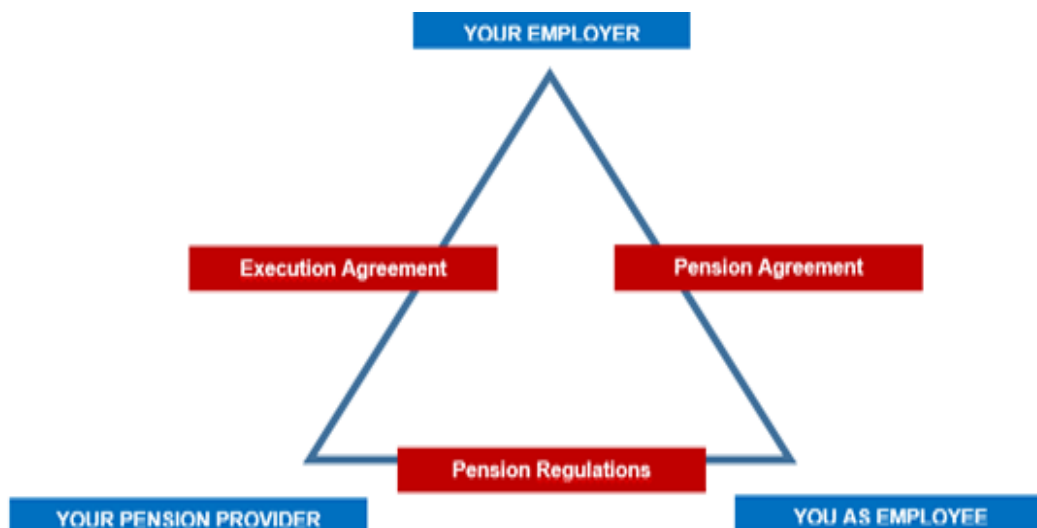 YOUR EMPLOYER
Execution Agreement
Pension Agreement
Pension Regulations
YOUR PENSION PROVIDER
YOU AS EMPLOYEE